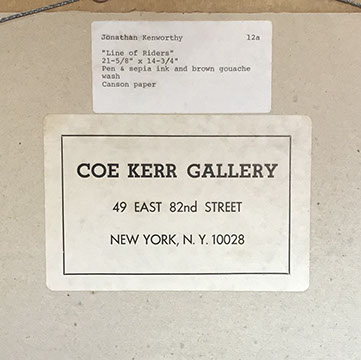 Jonathan Kenworthy 12a
"Line of Riders"
21-5/8" x 14-3/4"
Pen & sepia ink and brown gouache
wash
Canson paper
COE KERR GALLERY
49 EAST 82nd STREET
NEW YORK, N. Y. 10028